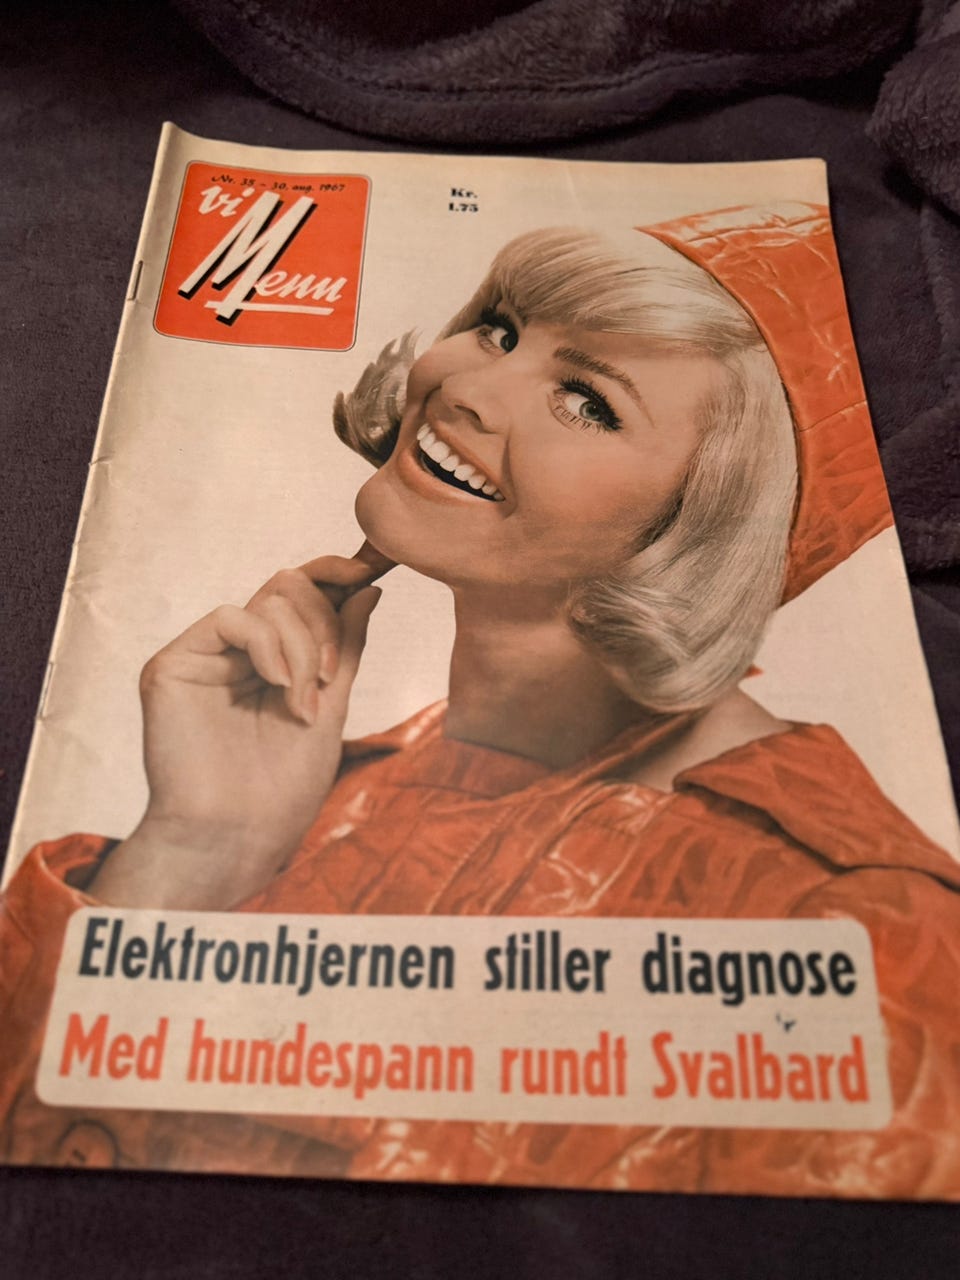 Nr. 35 - 30. aug. 1967
vi Menn
Kr.
1.75
Elektronhjernen stiller diagnose
Med hundespann rundt Svalbard